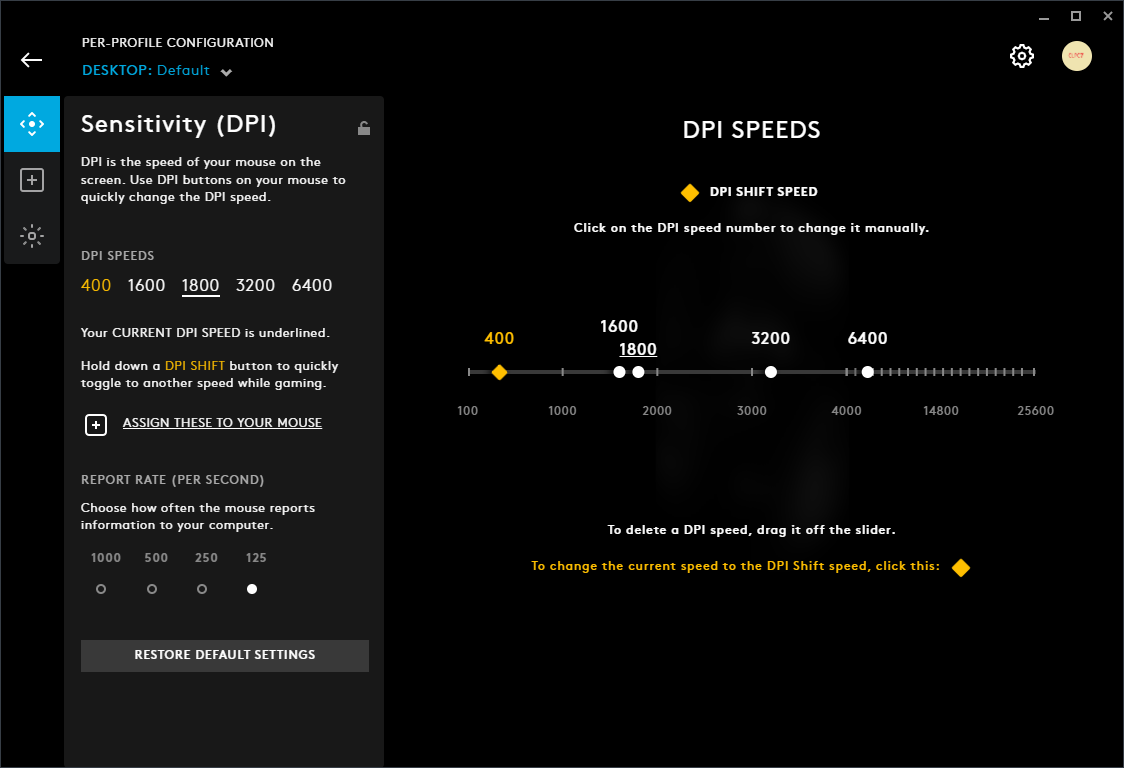 PER-PROFILE CONFIGURATION
DESKTOP: Default
Sensitivity (DPI)
DPI is the speed of your mouse on the
screen. Use DPI buttons on your mouse to
quickly change the DPI speed.
DPI SPEEDS
400 1600 1800 3200 6400
Your CURRENT DPI SPEED is underlined.
Hold down a DPI SHIFT button to quickly
toggle to another speed while gaming.
ASSIGN THESE TO YOUR MOUSE
REPORT RATE (PER SECOND)
Choose how often the mouse reports
information to your computer.
1000 500 250 125
RESTORE DEFAULT SETTINGS
DPI SPEEDS
DPI SHIFT SPEED
Click on the DPI speed number to change it manually.
1600
400 3200 6400
1800
100 1000 2000 3000 4000 14800 25600
To delete a DPI speed, drag it off the slider.
To change the current speed to the DPI Shift speed, click this: